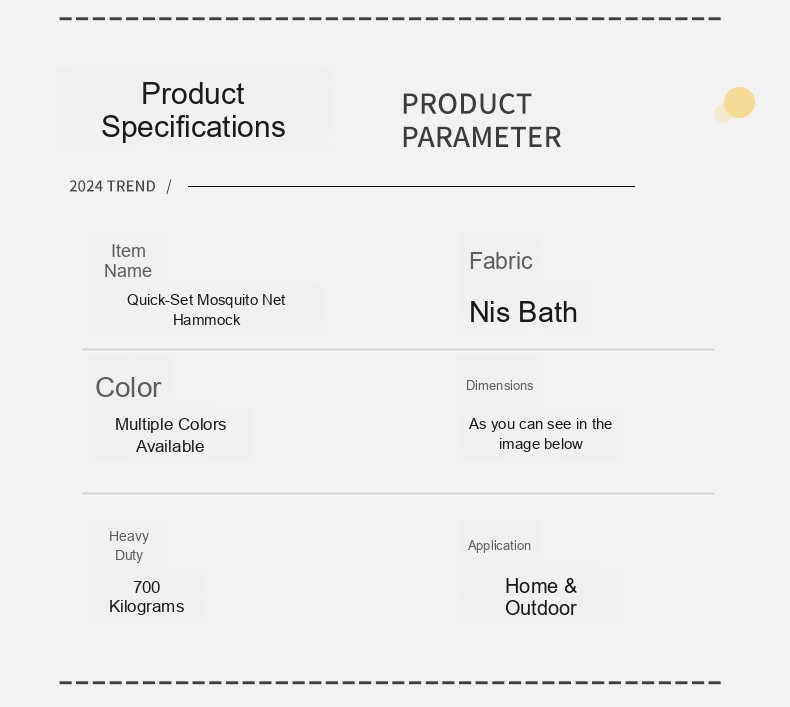 Product
Specifications
PRODUCT
PARAMETER
2024 TREND /
Item
Name
Quick-Set Mosquito Net
Hammock
Fabric
Nis Bath
Color
Multiple Colors
Available
Dimensions
As you can see in the
image below
Heavy
Duty
700
Kilograms
Application
Home &
Outdoor